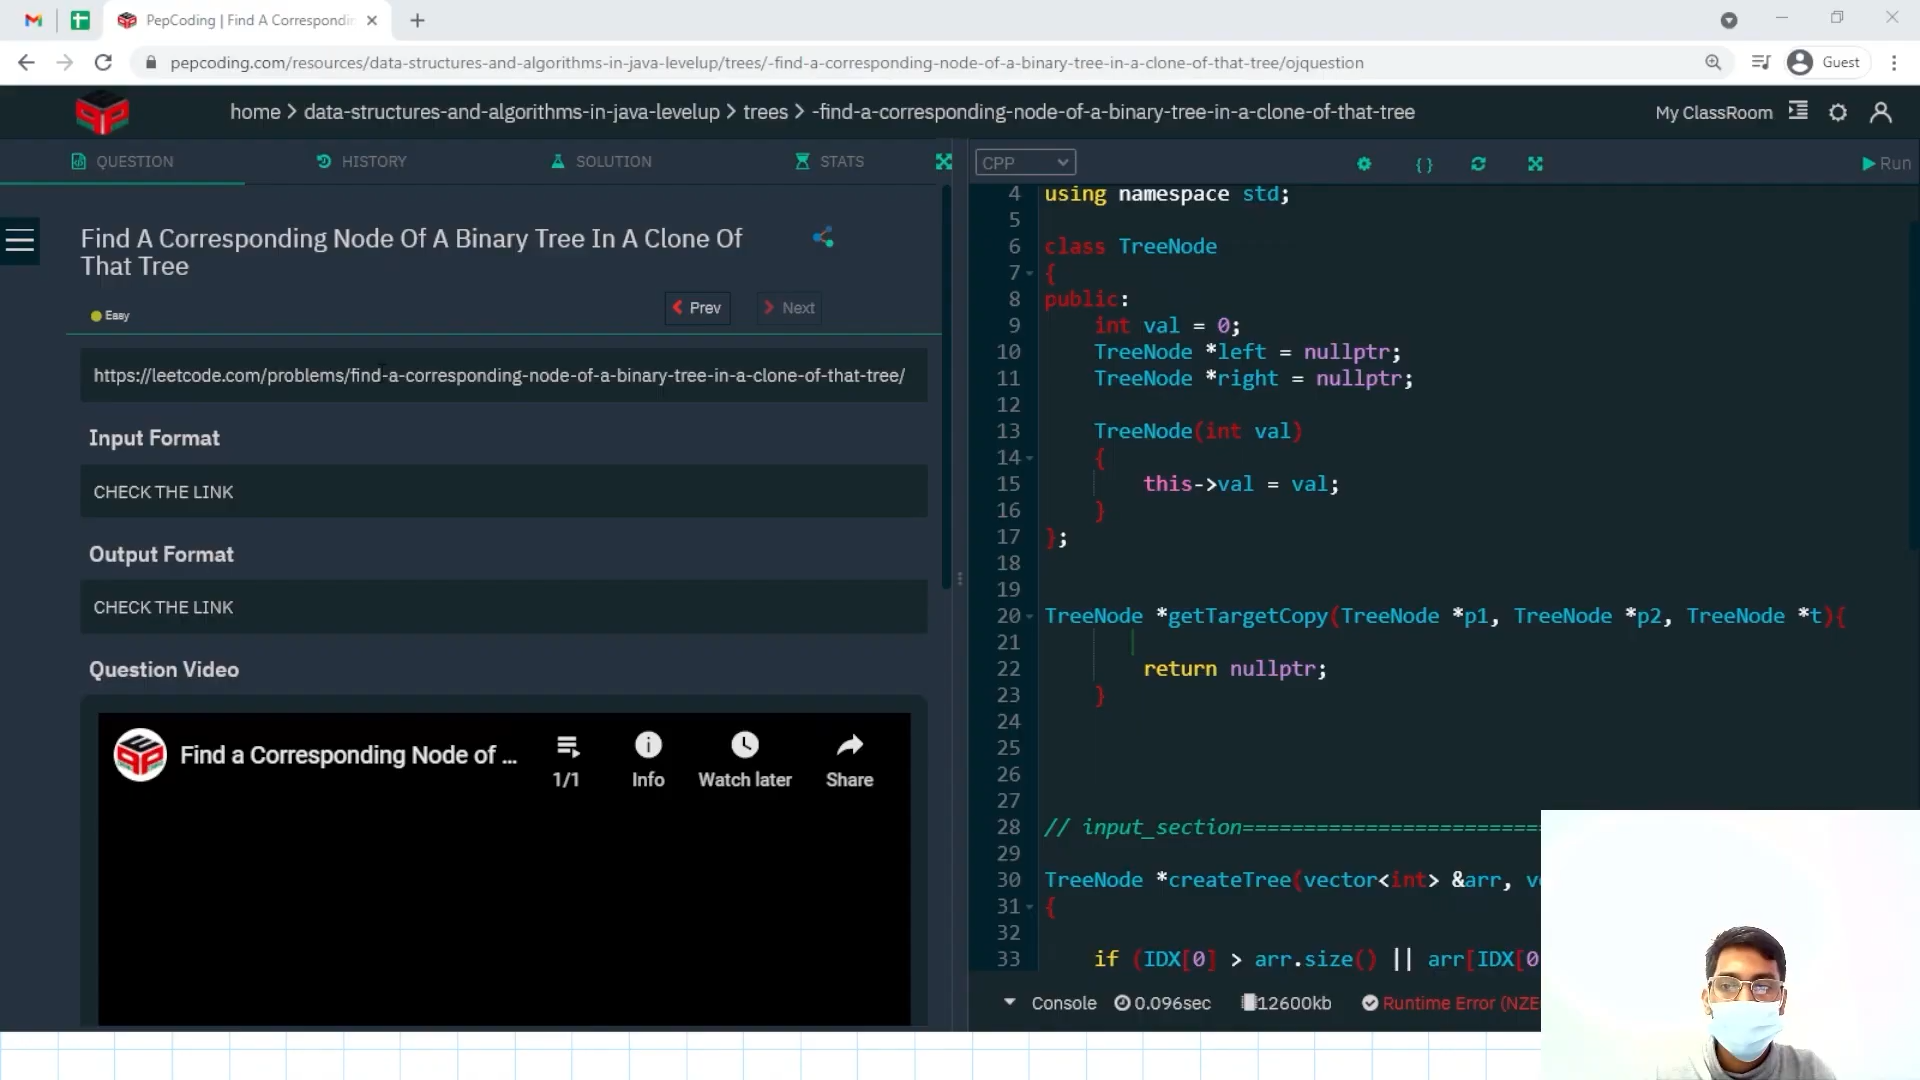 PepCoding | Find A Correspondin
pepcoding.com/resources/data-structures-and-algorithms-in-java-levelup/trees/-find-a-corresponding-node-of-a-binary-tree-in-a-clone-of-that-tree/ojquestion
Guest
home > data-structures-and-algorithms-in-java-levelup > trees > -find-a-corresponding-node-of-a-binary-tree-in-a-clone-of-that-tree
My ClassRoom
QUESTION HISTORY SOLUTION STATS
CPP
{ } Run
Find A Corresponding Node Of A Binary Tree In A Clone Of
That Tree
Prev Next
Easy
https://leetcode.com/problems/find-a-corresponding-node-of-a-binary-tree-in-a-clone-of-that-tree/
Input Format
CHECK THE LINK
Output Format
CHECK THE LINK
Question Video
Find a Corresponding Node of ...
1/1 Info Watch later Share
4 using namespace std;
5
6 class TreeNode
7 {
8 public:
9 int val = 0;
10 TreeNode *left = nullptr;
11 TreeNode *right = nullptr;
12
13 TreeNode(int val)
14 {
15 this->val = val;
16 }
17 };
18
19
20 TreeNode *getTargetCopy(TreeNode *p1, TreeNode *p2, TreeNode *t){
21
22 return nullptr;
23 }
24
25
26
27
28 // input_section==========================
29
30 TreeNode *createTree(vector<int> &arr, v
31 {
32
33 if (IDX[0] > arr.size() || arr[IDX[0
Console 0.096sec 12600kb Runtime Error (NZE